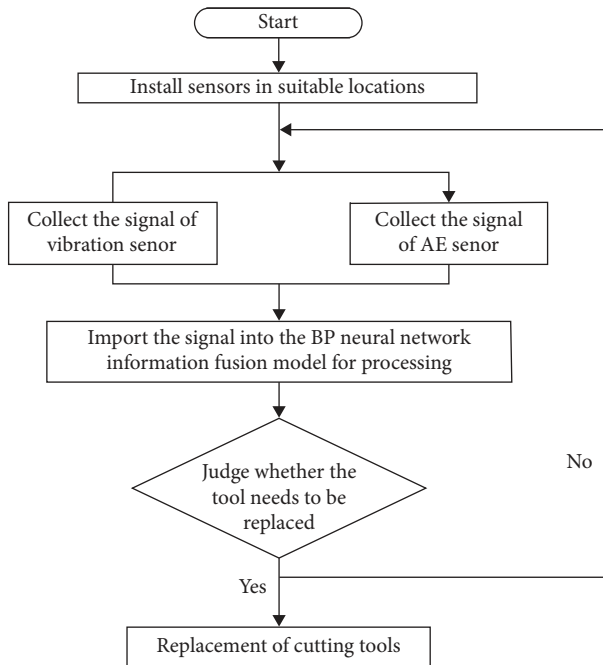 Start
Install sensors in suitable locations
Collect the signal of
vibration senor
Collect the signal
of AE senor
Import the signal into the BP neural network
information fusion model for processing
Judge whether the
tool needs to be
replaced
No
Yes
Replacement of cutting tools